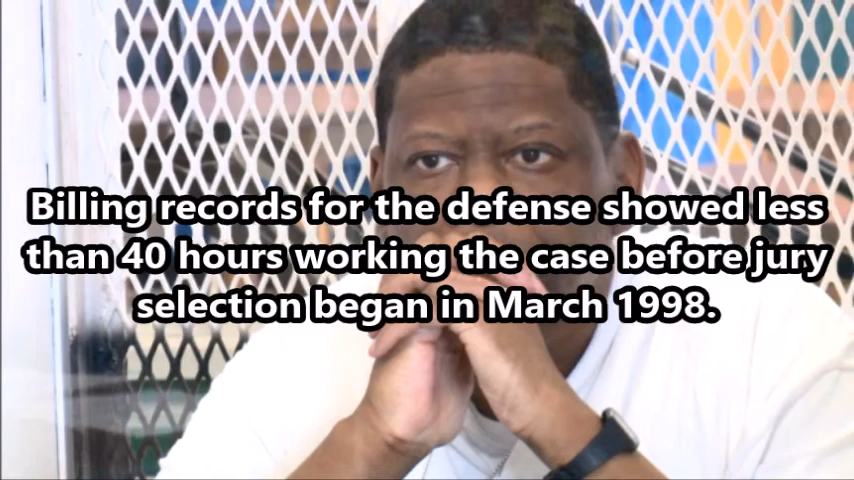 Billing records for the defense showed less
than 40 hours working the case before jury
selection began in March 1998.